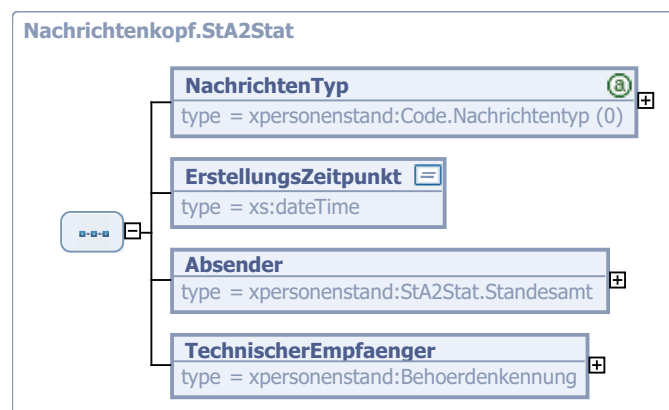 Nachrichtenkopf.StA2Stat
NachrichtenTyp
type = xpersonenstand:Code.Nachrichtentyp (0)
ErstellungsZeitpunkt
type = xs:dateTime
Absender
type = xpersonenstand:StA2Stat.Standesamt
TechnischerEmpfaenger
type = xpersonenstand:Behoerdenkennung